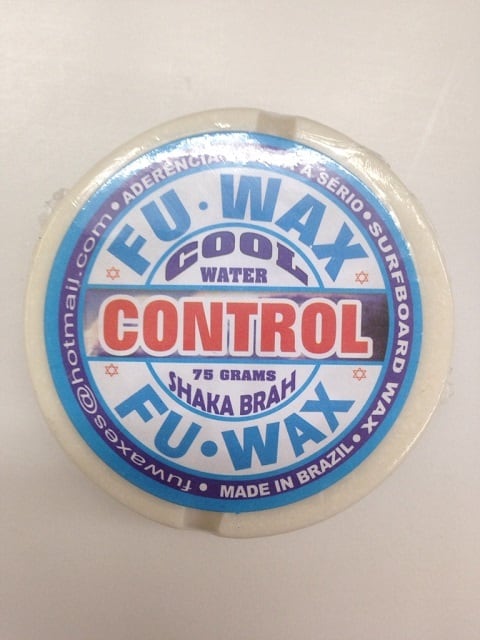 ADERENCIA
A SÉRIO • SURFBOARD WAX •
MADE IN BRAZIL •
fuwaxes@hotmail.com •
FU • WAX
COOL
WATER
CONTROL
75 GRAMS
SHAKA BRAH
FU • WAX